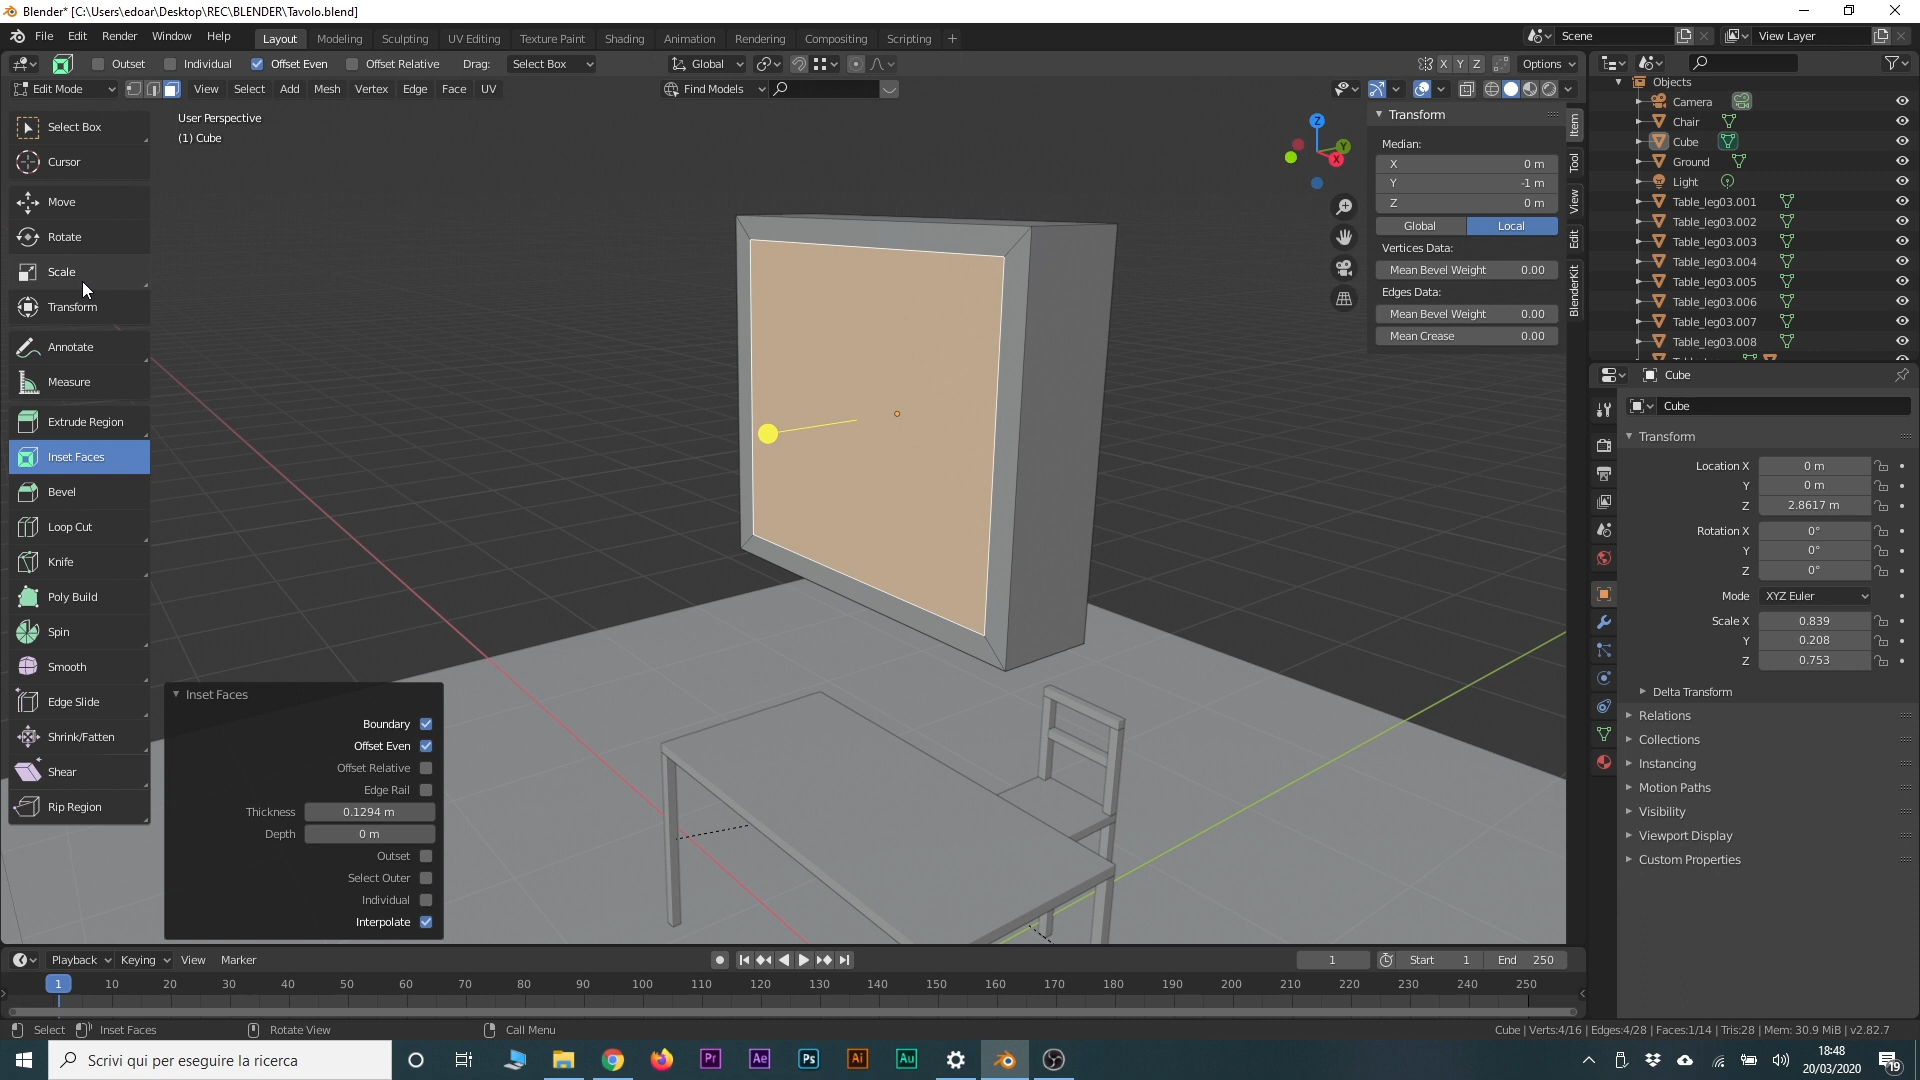 Blender* [C:\Users\edoar\Desktop\REC\BLENDER\Tavolo.blend]
File Edit Render Window Help
Layout Modeling Sculpting UV Editing Texture Paint Shading Animation Rendering Compositing Scripting +
Scene
View Layer
Outset Individual Offset Even Offset Relative Drag: Select Box
Global
X Y Z
Options
Edit Mode
View Select Add Mesh Vertex Edge Face UV
Find Models
User Perspective
(1) Cube
Select Box
Cursor
Move
Rotate
Scale
Transform
Annotate
Measure
Extrude Region
Inset Faces
Bevel
Loop Cut
Knife
Poly Build
Spin
Smooth
Edge Slide
Shrink/Fatten
Shear
Rip Region
Z
Y
X
Transform
Median:
X 0 m
Y -1 m
Z 0 m
Global Local
Vertices Data:
Mean Bevel Weight 0.00
Edges Data:
Mean Bevel Weight 0.00
Mean Crease 0.00
Item
Tool
View
Edit
BlenderKit
Objects
Camera
Chair
Cube
Ground
Light
Table_leg03.001
Table_leg03.002
Table_leg03.003
Table_leg03.004
Table_leg03.005
Table_leg03.006
Table_leg03.007
Table_leg03.008
Cube
Cube
Transform
Location X 0 m
Y 0 m
Z 2.8617 m
Rotation X 0°
Y 0°
Z 0°
Mode XYZ Euler
Scale X 0.839
Y 0.208
Z 0.753
Delta Transform
Relations
Collections
Instancing
Motion Paths
Visibility
Viewport Display
Custom Properties
Inset Faces
Boundary
Offset Even
Offset Relative
Edge Rail
Thickness 0.1294 m
Depth 0 m
Outset
Select Outer
Individual
Interpolate
Playback Keying View Marker
1
Start 1
End 250
1 10 20 30 40 50 60 70 80 90 100 110 120 130 140 150 160 170 180 190 200 210 220 230 240 250
Select Inset Faces Rotate View Call Menu
Cube | Verts:4/16 | Edges:4/28 | Faces:1/14 | Tris:28 | Mem: 30.9 MiB | v2.82.7
Scrivi qui per eseguire la ricerca
Pr Ae Ps Ai Au
18:48
20/03/2020
19